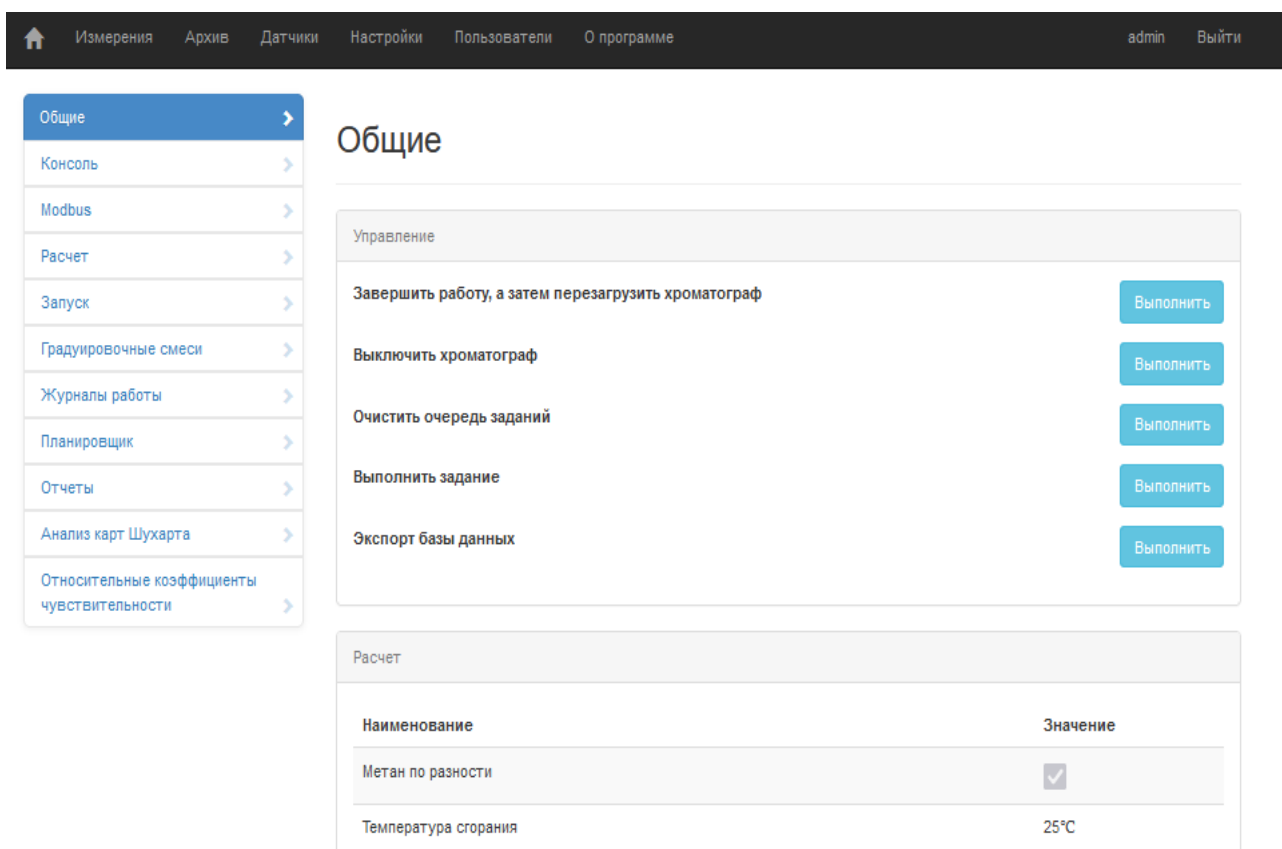 Измерения Архив Датчики Настройки Пользователи О программе admin Выйти
Общие
Консоль
Modbus
Расчет
Запуск
Градуировочные смеси
Журналы работы
Планировщик
Отчеты
Анализ карт Шухарта
Относительные коэффициенты
чувствительности
Общие
Управление
Завершить работу, а затем перезагрузить хроматограф Выполнить
Выключить хроматограф Выполнить
Очистить очередь заданий Выполнить
Выполнить задание Выполнить
Экспорт базы данных Выполнить
Расчет
Наименование Значение
Метан по разности
Температура сгорания 25°C